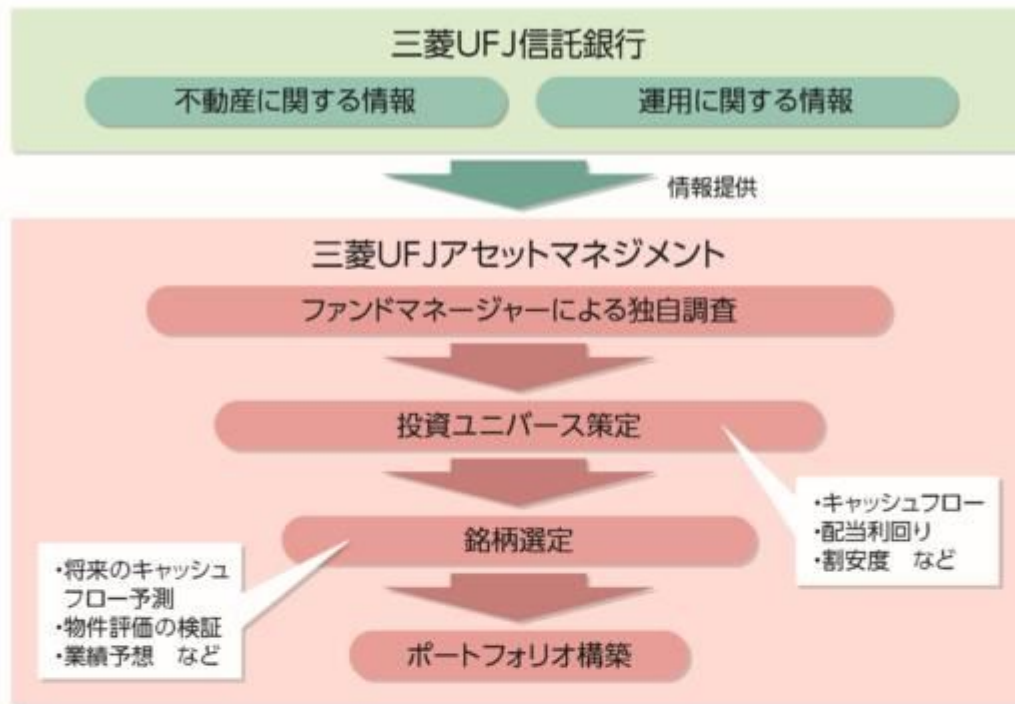 三菱UFJ信託銀行
不動産に関する情報
運用に関する情報
情報提供
三菱UFJアセットマネジメント
ファンドマネージャーによる独自調査
投資ユニバース策定
・キャッシュフロー
・配当利回り
・割安度　など
銘柄選定
・将来のキャッシュ
フロー予測
・物件評価の検証
・業績予想　など
ポートフォリオ構築